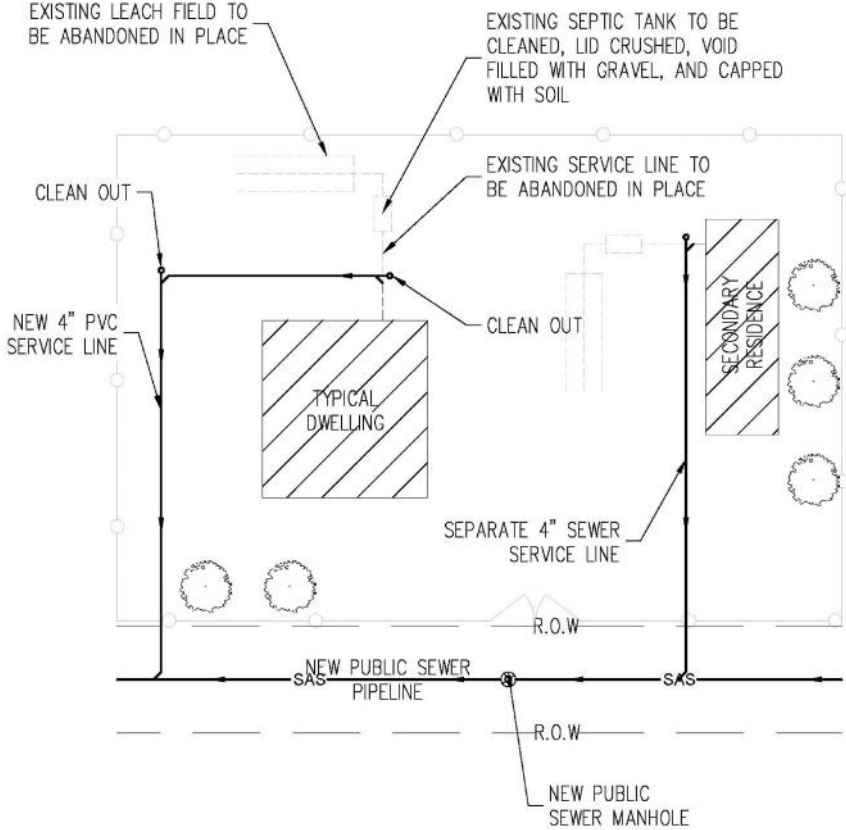 EXISTING LEACH FIELD TO
BE ABANDONED IN PLACE
EXISTING SEPTIC TANK TO BE
CLEANED, LID CRUSHED, VOID
FILLED WITH GRAVEL, AND CAPPED
WITH SOIL
EXISTING SERVICE LINE TO
BE ABANDONED IN PLACE
CLEAN OUT
NEW 4" PVC
SERVICE LINE
CLEAN OUT
SECONDARY
RESIDENCE
TYPICAL
DWELLING
SEPARATE 4" SEWER
SERVICE LINE
R.O.W
SAS
NEW PUBLIC SEWER
PIPELINE
SAS
R.O.W
NEW PUBLIC
SEWER MANHOLE